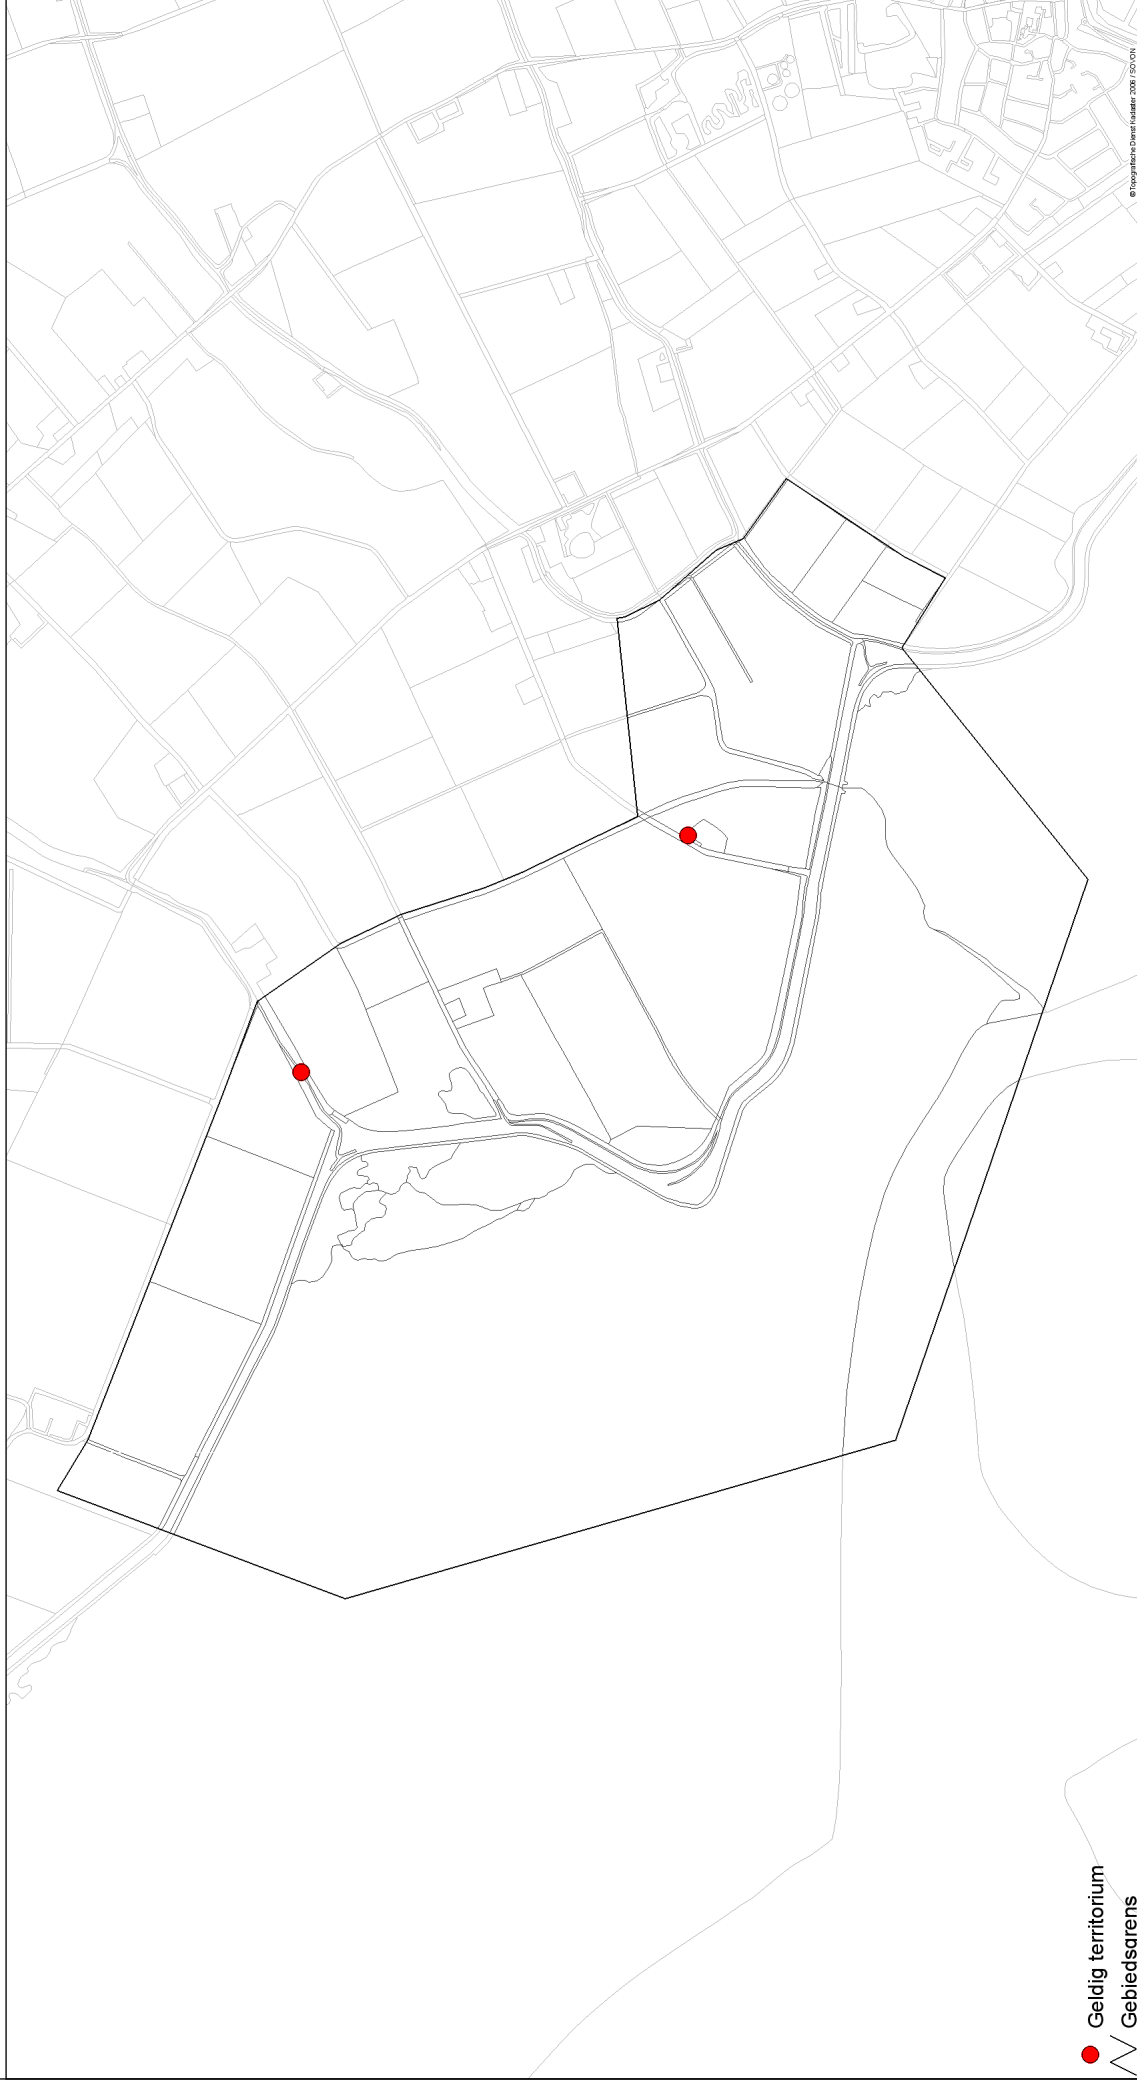 © Topografische Dienst Kadaster 2006 / SOVON
Geldig territorium
Gebiedsgrens